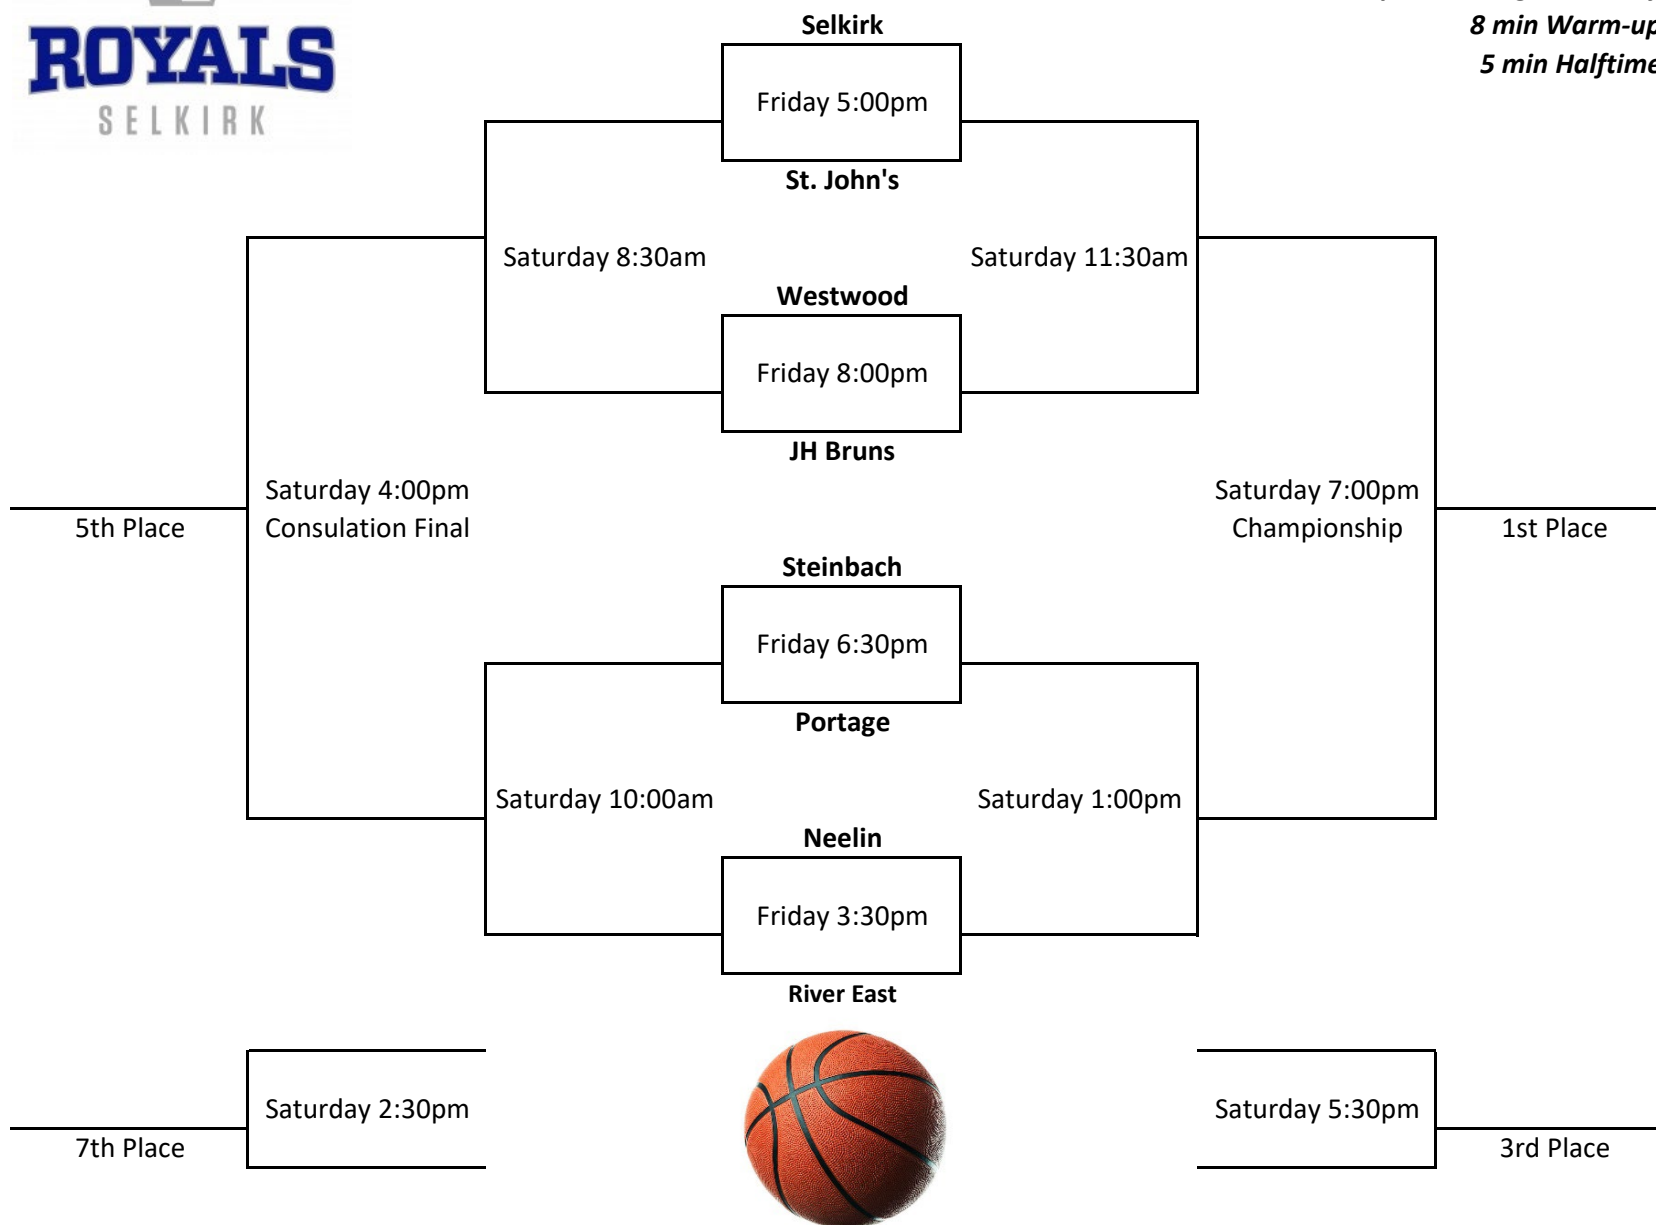 ROYALS
SELKIRK
8 min Warm-up
5 min Halftime
Selkirk
Friday 5:00pm
St. John's
Saturday 8:30am
Saturday 11:30am
Westwood
Friday 8:00pm
JH Bruns
Saturday 4:00pm
Consulation Final
5th Place
Saturday 7:00pm
Championship
1st Place
Steinbach
Friday 6:30pm
Portage
Saturday 10:00am
Saturday 1:00pm
Neelin
Friday 3:30pm
River East
Saturday 2:30pm
7th Place
Saturday 5:30pm
3rd Place